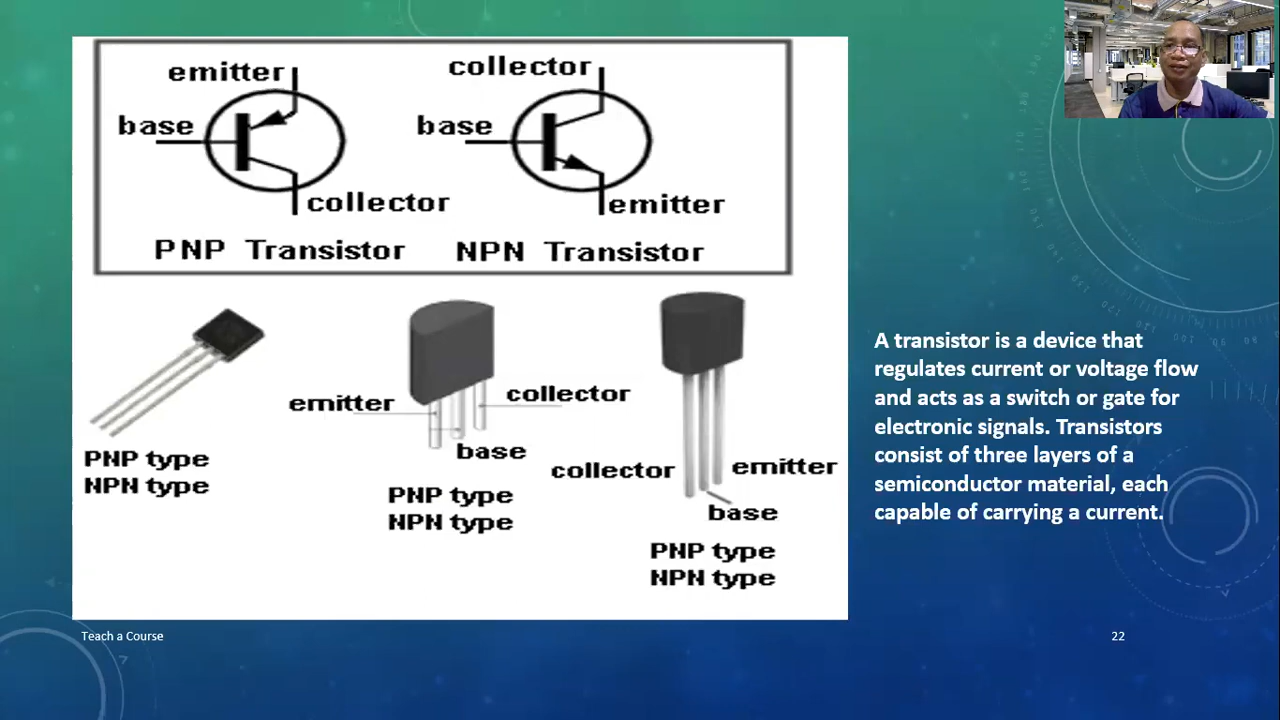 emitter
base
collector
PNP Transistor
collector
base
emitter
NPN Transistor
PNP type
NPN type
emitter
collector
base
PNP type
NPN type
collector
emitter
base
PNP type
NPN type
A transistor is a device that
regulates current or voltage flow
and acts as a switch or gate for
electronic signals. Transistors
consist of three layers of a
semiconductor material, each
capable of carrying a current.
Teach a Course
22